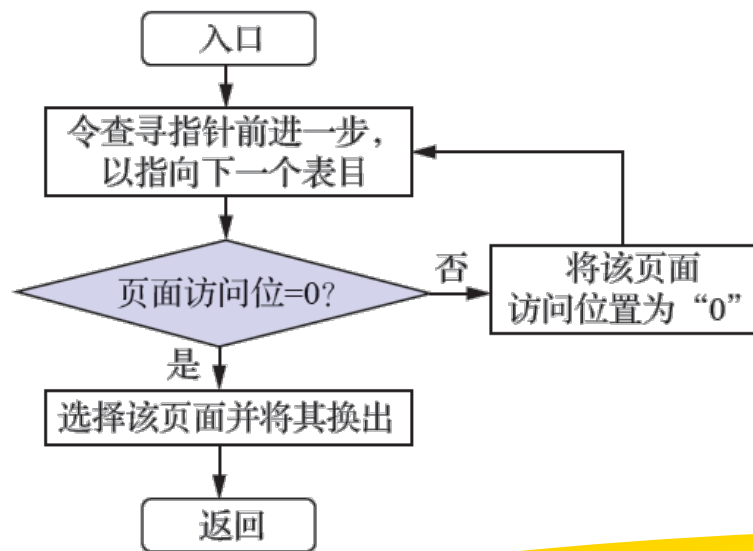 入口
令查寻指针前进一步，
以指向下一个表目
页面访问位=0?
否
将该页面
访问位置为“0”
是
选择该页面并将其换出
返回